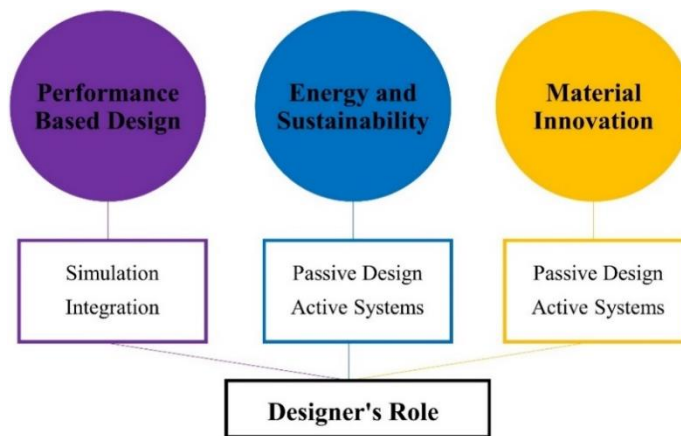 Performance
Based Design
Energy and
Sustainability
Material
Innovation
Simulation
Integration
Passive Design
Active Systems
Passive Design
Active Systems
Designer's Role